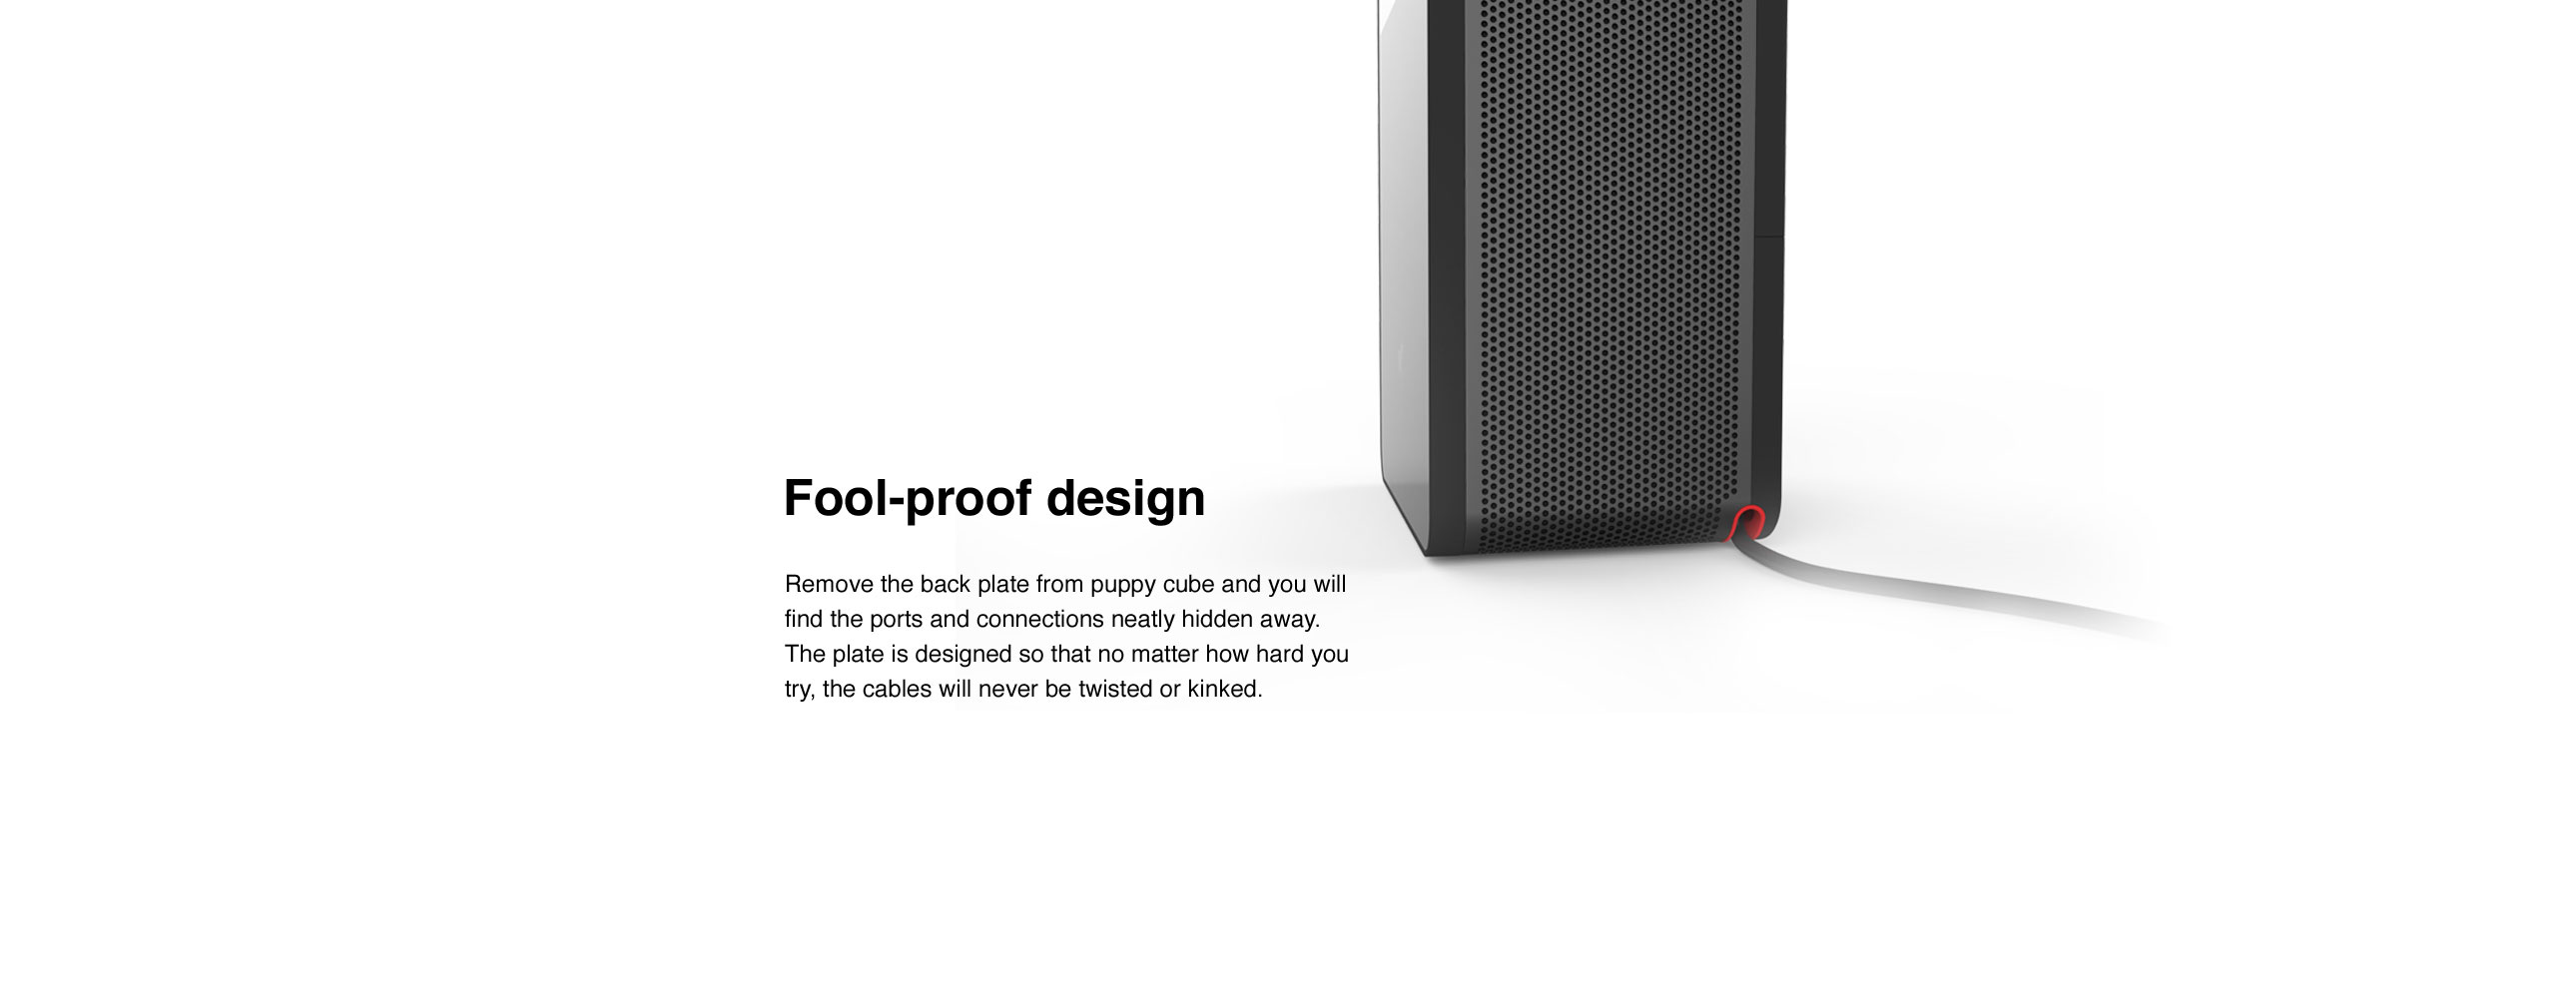 Fool-proof design
Remove the back plate from puppy cube and you will
find the ports and connections neatly hidden away.
The plate is designed so that no matter how hard you
try, the cables will never be twisted or kinked.